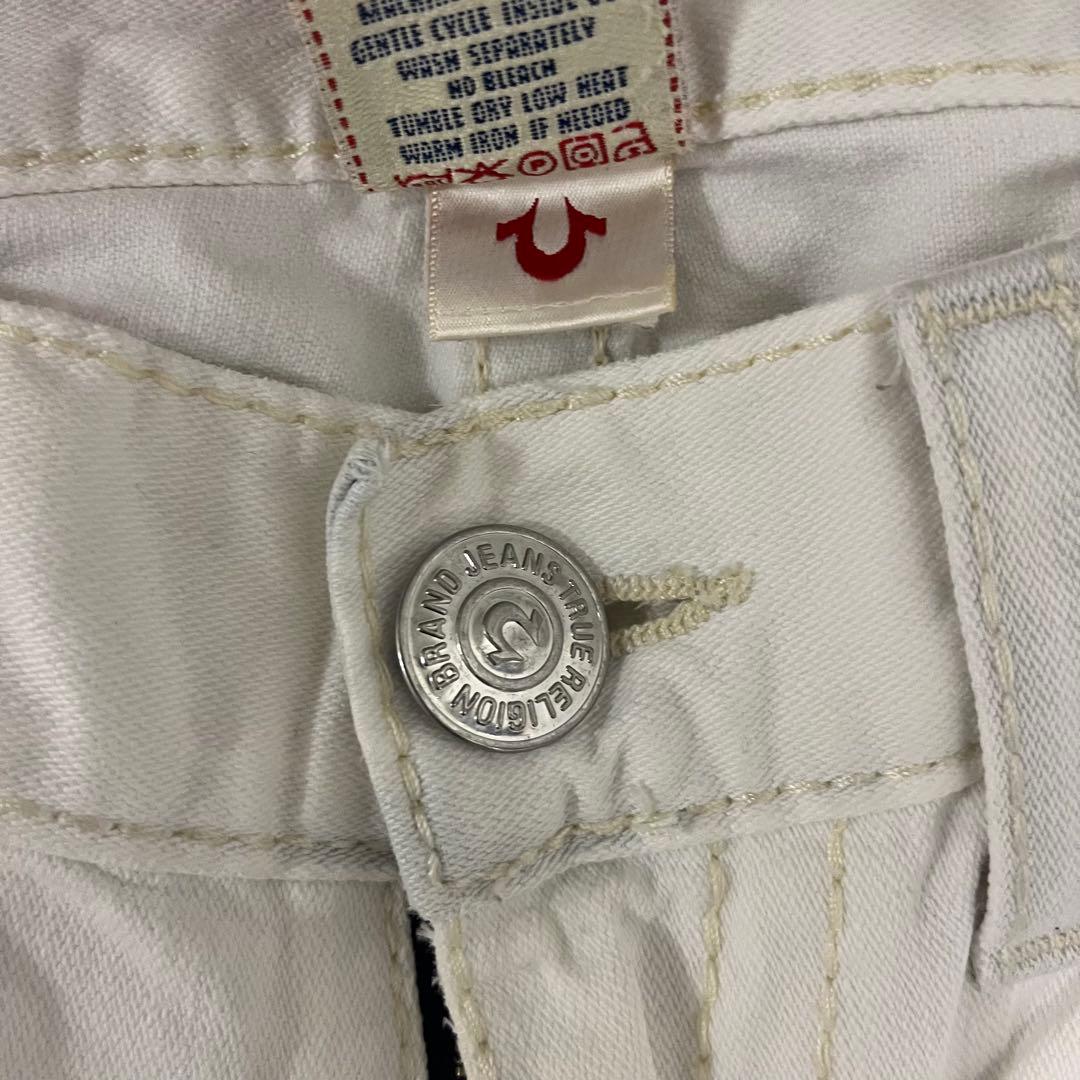 GENTLE CYCLE INSIDE
WASH SEPARATELY
NO BLEACH
TUMBLE DRY LOW HEAT
WARM IRON IF NEEDED
P
TRUE RELIGION BRAND JEANS